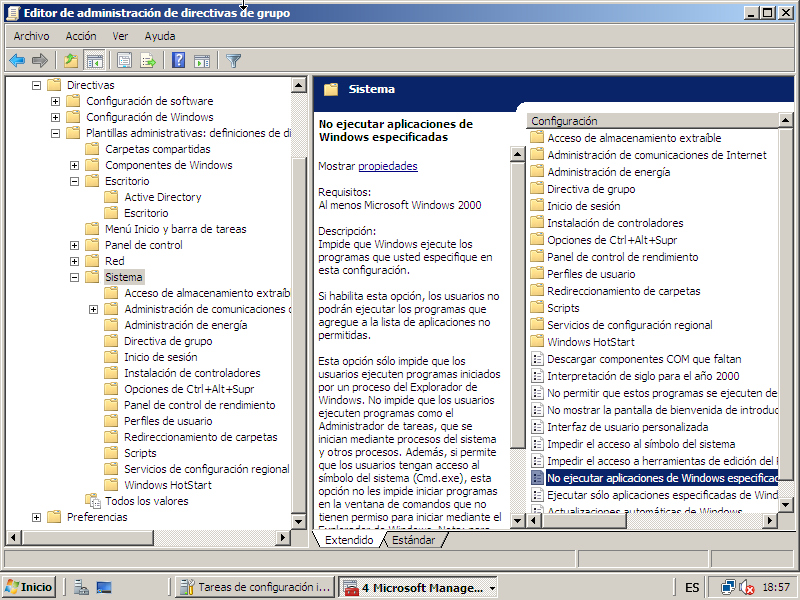 Editor de administración de directivas de grupo
Archivo Acción Ver Ayuda
Directivas
Configuración de software
Configuración de Windows
Plantillas administrativas: definiciones de di
Carpetas compartidas
Componentes de Windows
Escritorio
Active Directory
Escritorio
Menú Inicio y barra de tareas
Panel de control
Red
Sistema
Acceso de almacenamiento extraíb
Administración de comunicaciones d
Administración de energía
Directiva de grupo
Inicio de sesión
Instalación de controladores
Opciones de Ctrl+Alt+Supr
Panel de control de rendimiento
Perfiles de usuario
Redireccionamiento de carpetas
Scripts
Servicios de configuración regional
Windows HotStart
Todos los valores
Preferencias
Sistema
No ejecutar aplicaciones de
Windows especificadas
Mostrar propiedades
Requisitos:
Al menos Microsoft Windows 2000
Descripción:
Impide que Windows ejecute los
programas que usted especifique en
esta configuración.
Si habilita esta opción, los usuarios no
podrán ejecutar los programas que
agregue a la lista de aplicaciones no
permitidas.
Esta opción sólo impide que los
usuarios ejecuten programas iniciados
por un proceso del Explorador de
Windows. No impide que los usuarios
ejecuten programas como el
Administrador de tareas, que se
inician mediante procesos del sistema
y otros procesos. Además, si permite
que los usuarios tengan acceso al
símbolo del sistema (Cmd.exe), esta
opción no les impide iniciar programas
en la ventana de comandos que no
tienen permiso para iniciar mediante el
Explorador de Windows. Nota: para
Configuración
Acceso de almacenamiento extraíble
Administración de comunicaciones de Internet
Administración de energía
Directiva de grupo
Inicio de sesión
Instalación de controladores
Opciones de Ctrl+Alt+Supr
Panel de control de rendimiento
Perfiles de usuario
Redireccionamiento de carpetas
Scripts
Servicios de configuración regional
Windows HotStart
Descargar componentes COM que faltan
Interpretación de siglo para el año 2000
No permitir que estos programas se ejecuten de
No mostrar la pantalla de bienvenida de introduc
Interfaz de usuario personalizada
Impedir el acceso al símbolo del sistema
Impedir el acceso a herramientas de edición del
No ejecutar aplicaciones de Windows especificad
Ejecutar sólo aplicaciones especificadas de Wind
Actualizaciones automáticas de Windows
Extendido Estándar
Inicio
Tareas de configuración i...
4 Microsoft Manage...
ES
18:57